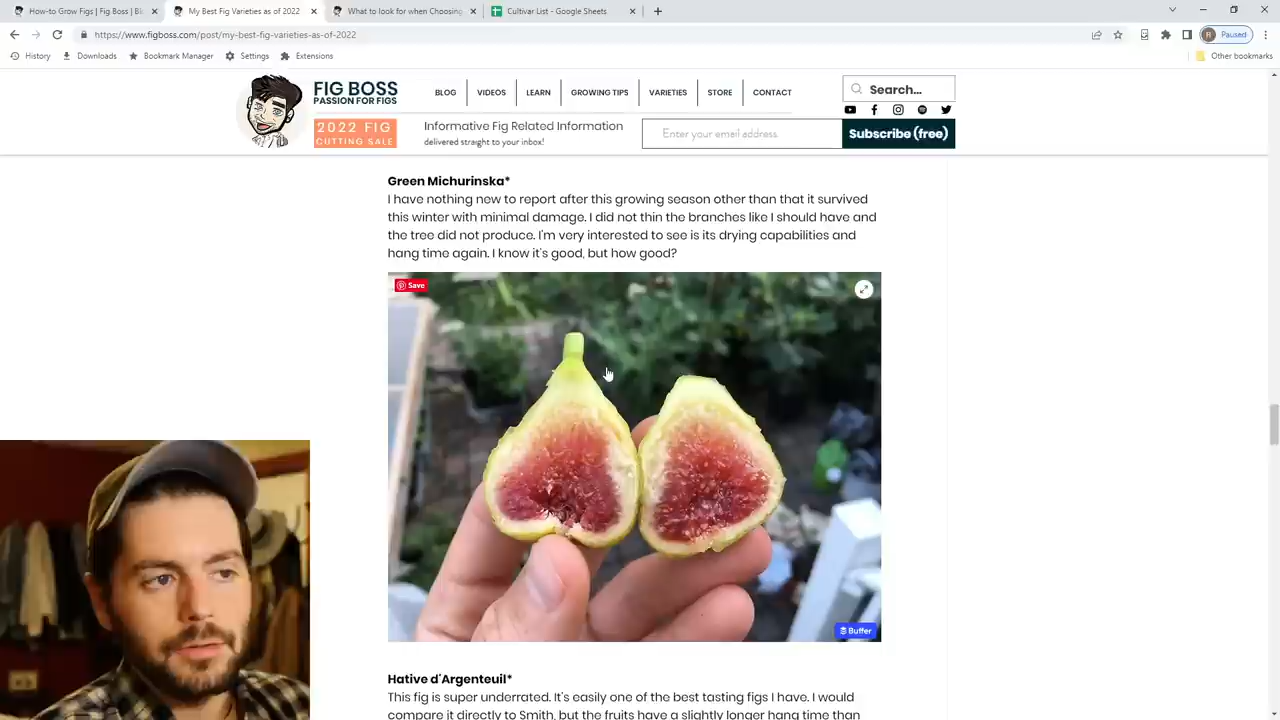 How-to Grow Figs | Fig Boss | Bl
My Best Fig Varieties as of 2022
What to look for when Choosing
Cultivar List - Google Sheets
https://www.figboss.com/post/my-best-fig-varieties-as-of-2022
R Paused
History Downloads Bookmark Manager Settings Extensions Other bookmarks
FIG BOSS
PASSION FOR FIGS
BLOG VIDEOS LEARN GROWING TIPS VARIETIES STORE CONTACT
Search...
2022 FIG
CUTTING SALE
Informative Fig Related Information
delivered straight to your inbox!
Enter your email address.
Subscribe (free)
Green Michurinska*
I have nothing new to report after this growing season other than that it survived
this winter with minimal damage. I did not thin the branches like I should have and
the tree did not produce. I'm very interested to see is its drying capabilities and
hang time again. I know it's good, but how good?
Save
Buffer
Hative d'Argenteuil*
This fig is super underrated. It's easily one of the best tasting figs I have. I would
compare it directly to Smith, but the fruits have a slightly longer hang time than